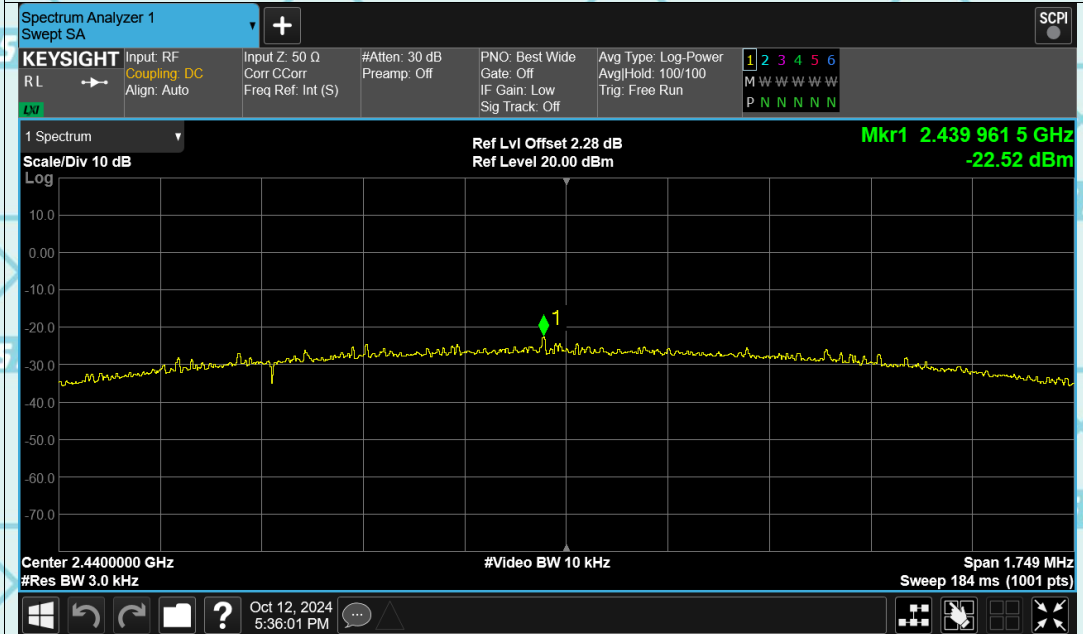 Spectrum Analyzer 1
Swept SA
+
SCPI
KEYSIGHT
R L
LXI
Input: RF
Coupling: DC
Align: Auto
Input Z: 50 Ω
Corr CCorr
Freq Ref: Int (S)
#Atten: 30 dB
Preamp: Off
PNO: Best Wide
Gate: Off
IF Gain: Low
Sig Track: Off
Avg Type: Log-Power
Avg|Hold: 100/100
Trig: Free Run
1 2 3 4 5 6
M W W W W W
P N N N N N
1 Spectrum
Scale/Div 10 dB
Log
Ref Lvl Offset 2.28 dB
Ref Level 20.00 dBm
Mkr1 2.439 961 5 GHz
-22.52 dBm
10.0
0.00
-10.0
-20.0
-30.0
-40.0
-50.0
-60.0
-70.0
1
Center 2.4400000 GHz
#Res BW 3.0 kHz
#Video BW 10 kHz
Span 1.749 MHz
Sweep 184 ms (1001 pts)
?
Oct 12, 2024
5:36:01 PM